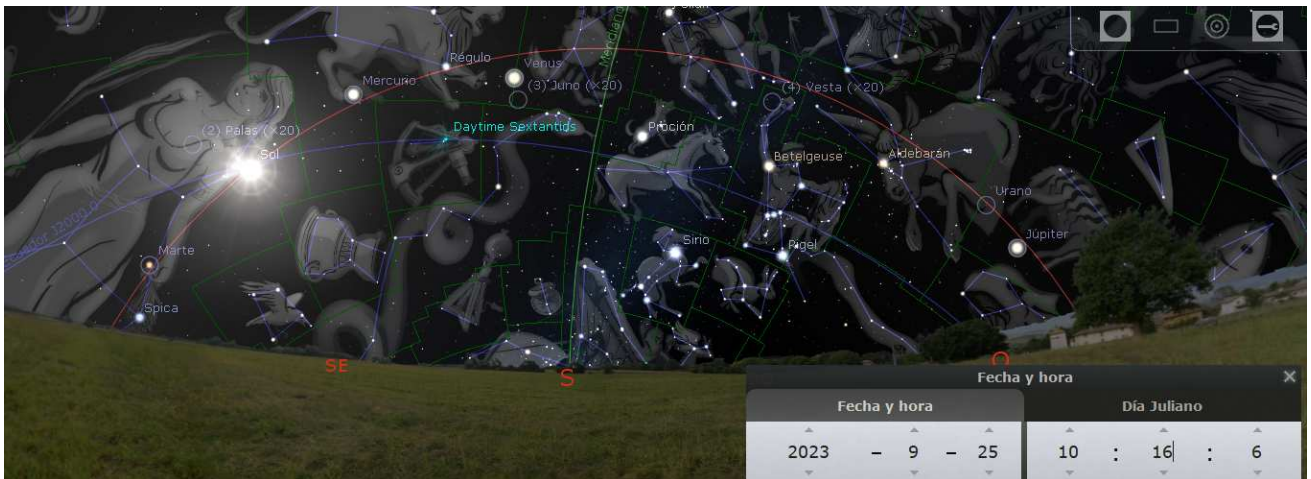 Régulo
Venus
(3) Juno (×20)
Mercurio
Meridiano
(4) Vesta (×20)
(2) Palas (×20)
Daytime Sextantids
Proción
Sol
Betelgeuse
Aldebarán
Urano
Marte
Sirio
Rigel
Júpiter
Spica
SE
S
O
Fecha y hora
×
Fecha y hora
Día Juliano
2023 – 9 – 25
10 : 16 : 6